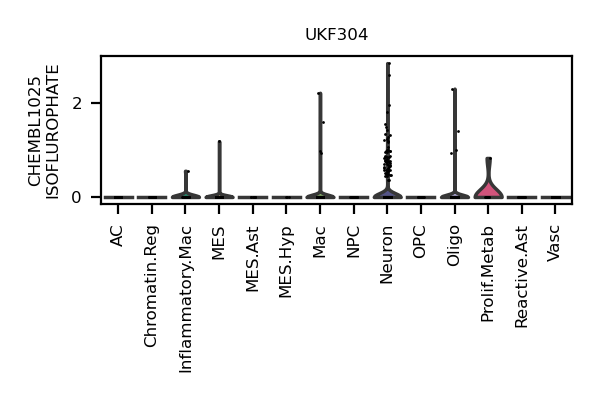 UKF304
CHEMBL1025
ISOFLUROPHATE
2
0
AC
Chromatin.Reg
Inflammatory.Mac
MES
MES.Ast
MES.Hyp
Mac
NPC
Neuron
OPC
Oligo
Prolif.Metab
Reactive.Ast
Vasc